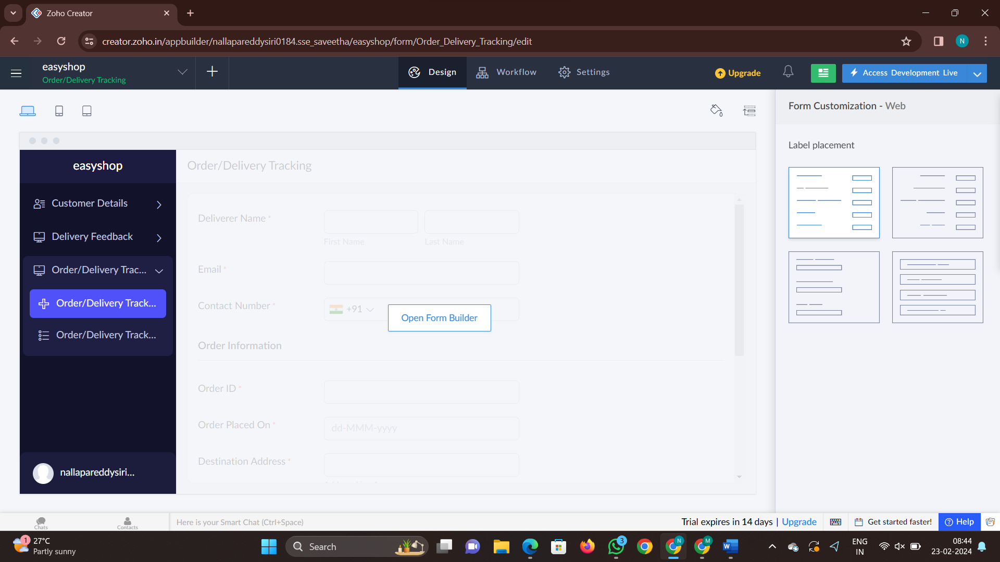 Zoho Creator
creator.zoho.in/appbuilder/nallapareddysiri0184.sse_saveetha/easyshop/form/Order_Delivery_Tracking/edit
N
easyshop
Order/Delivery Tracking
Design
Workflow
Settings
Upgrade
Access Development Live
Form Customization - Web
Label placement
easyshop
Customer Details
Delivery Feedback
Order/Delivery Trac...
Order/Delivery Track...
Order/Delivery Track...
nallapareddysiri...
Order/Delivery Tracking
Deliverer Name *
First Name
Last Name
Email *
Contact Number *
+91
Open Form Builder
Order Information
Order ID *
Order Placed On *
dd-MMM-yyyy
Destination Address *
Chats
Contacts
Here is your Smart Chat (Ctrl+Space)
Trial expires in 14 days | Upgrade
Get started faster!
Help
1
27°C
Partly sunny
Search
3
N
M
W
ENG
IN
08:44
23-02-2024